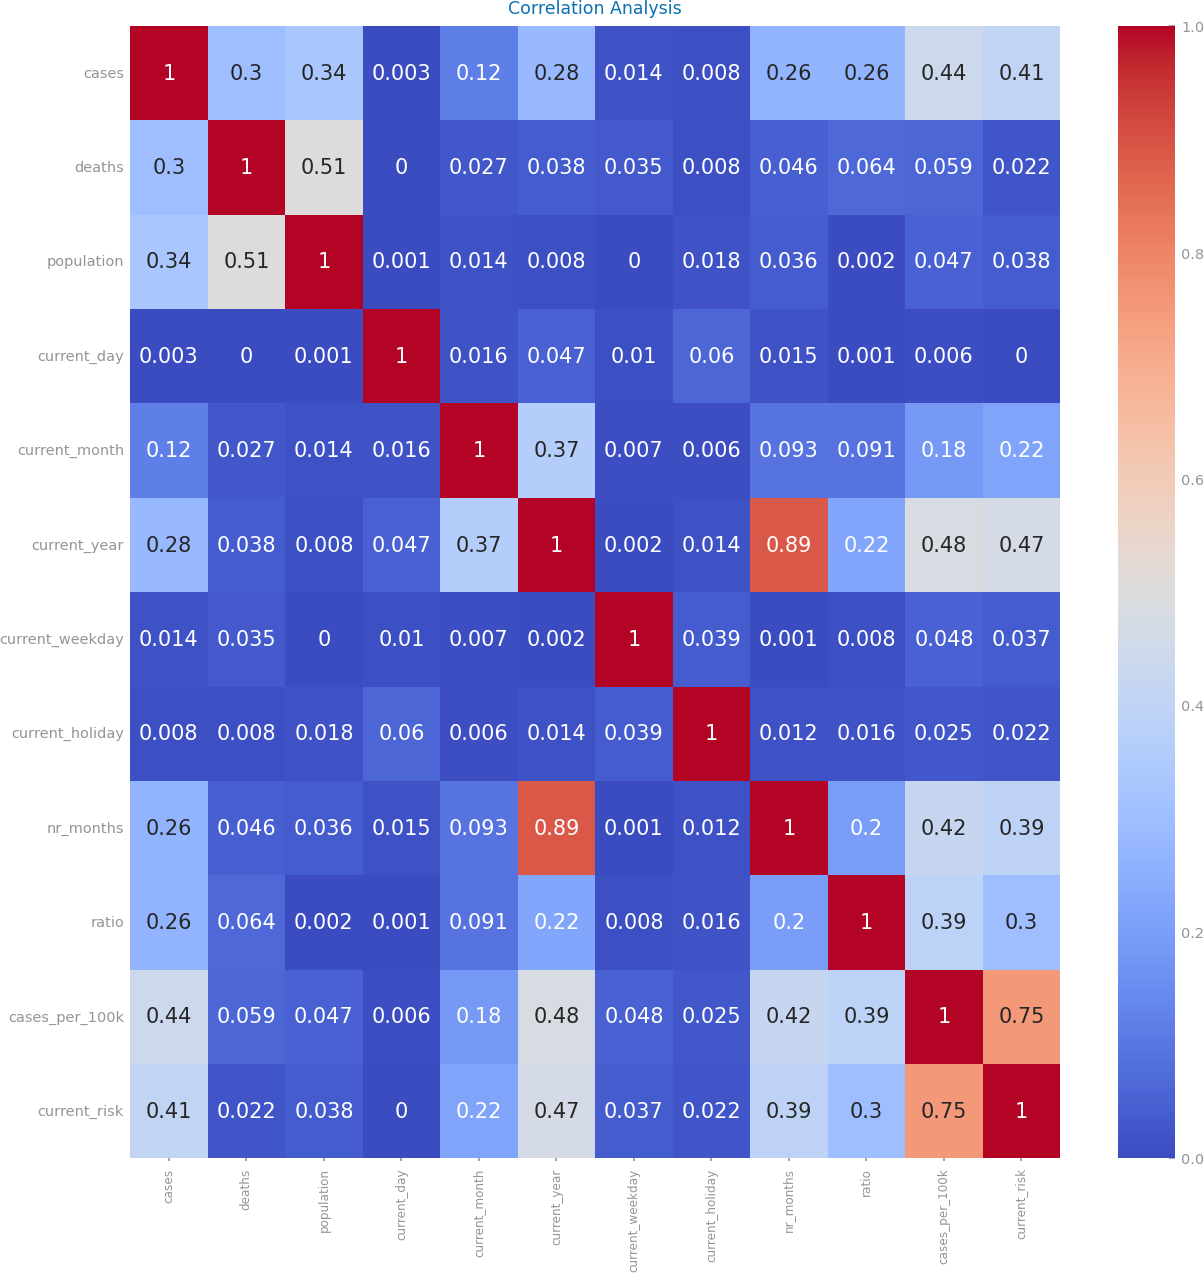 Correlation Analysis
cases 1 0.3 0.34 0.003 0.12 0.28 0.014 0.008 0.26 0.26 0.44 0.41
deaths 0.3 1 0.51 0 0.027 0.038 0.035 0.008 0.046 0.064 0.059 0.022
population 0.34 0.51 1 0.001 0.014 0.008 0 0.018 0.036 0.002 0.047 0.038
current_day 0.003 0 0.001 1 0.016 0.047 0.01 0.06 0.015 0.001 0.006 0
current_month 0.12 0.027 0.014 0.016 1 0.37 0.007 0.006 0.093 0.091 0.18 0.22
current_year 0.28 0.038 0.008 0.047 0.37 1 0.002 0.014 0.89 0.22 0.48 0.47
current_weekday 0.014 0.035 0 0.01 0.007 0.002 1 0.039 0.001 0.008 0.048 0.037
current_holiday 0.008 0.008 0.018 0.06 0.006 0.014 0.039 1 0.012 0.016 0.025 0.022
nr_months 0.26 0.046 0.036 0.015 0.093 0.89 0.001 0.012 1 0.2 0.42 0.39
ratio 0.26 0.064 0.002 0.001 0.091 0.22 0.008 0.016 0.2 1 0.39 0.3
cases_per_100k 0.44 0.059 0.047 0.006 0.18 0.48 0.048 0.025 0.42 0.39 1 0.75
current_risk 0.41 0.022 0.038 0 0.22 0.47 0.037 0.022 0.39 0.3 0.75 1
cases deaths population current_day current_month current_year current_weekday current_holiday nr_months ratio cases_per_100k current_risk
1.0
0.8
0.6
0.4
0.2
0.0